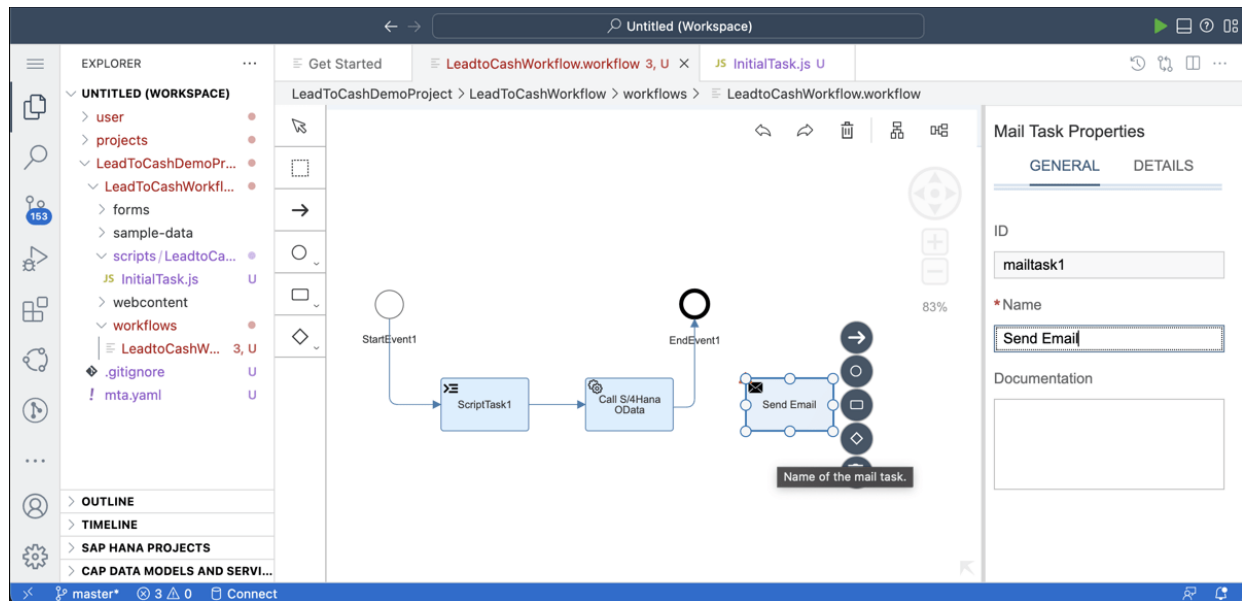 Untitled (Workspace)
EXPLORER
Get Started
LeadtoCashWorkflow.workflow 3, U
JS InitialTask.js U
UNTITLED (WORKSPACE)
LeadToCashDemoProject > LeadToCashWorkflow > workflows > LeadtoCashWorkflow.workflow
user
projects
LeadToCashDemoPr...
LeadToCashWorkfl...
forms
sample-data
scripts/LeadtoCa...
JS InitialTask.js U
webcontent
workflows
LeadtoCashW... 3, U
.gitignore U
! mta.yaml U
153
OUTLINE
TIMELINE
SAP HANA PROJECTS
CAP DATA MODELS AND SERVI...
StartEvent1
EndEvent1
ScriptTask1
Call S/4Hana
OData
Send Email
Name of the mail task.
83%
Mail Task Properties
GENERAL DETAILS
ID
mailtask1
*Name
Send Email
Documentation
master* 3 0 Connect